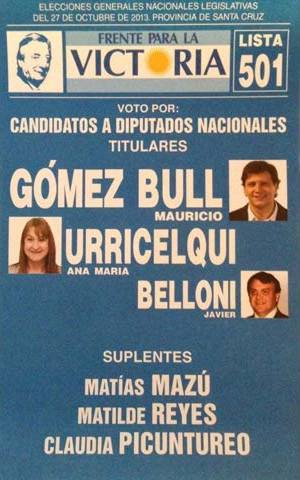 ELECCIONES GENERALES NACIONALES LEGISLATIVAS
DEL 27 DE OCTUBRE DE 2013. PROVINCIA DE SANTA CRUZ
FRENTE PARA LA
VICTORIA
LISTA
501
VOTO POR:
CANDIDATOS A DIPUTADOS NACIONALES
TITULARES
GÓMEZ BULL
MAURICIO
URRICELQUI
ANA MARIA
BELLONI
JAVIER
SUPLENTES
MATÍAS MAZÚ
MATILDE REYES
CLAUDIA PICUNTUREO